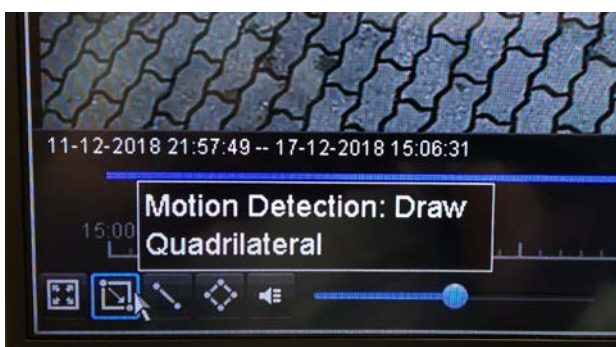 11-12-2018 21:57:49 -- 17-12-2018 15:06:31
Motion Detection: Draw
Quadrilateral
15:00